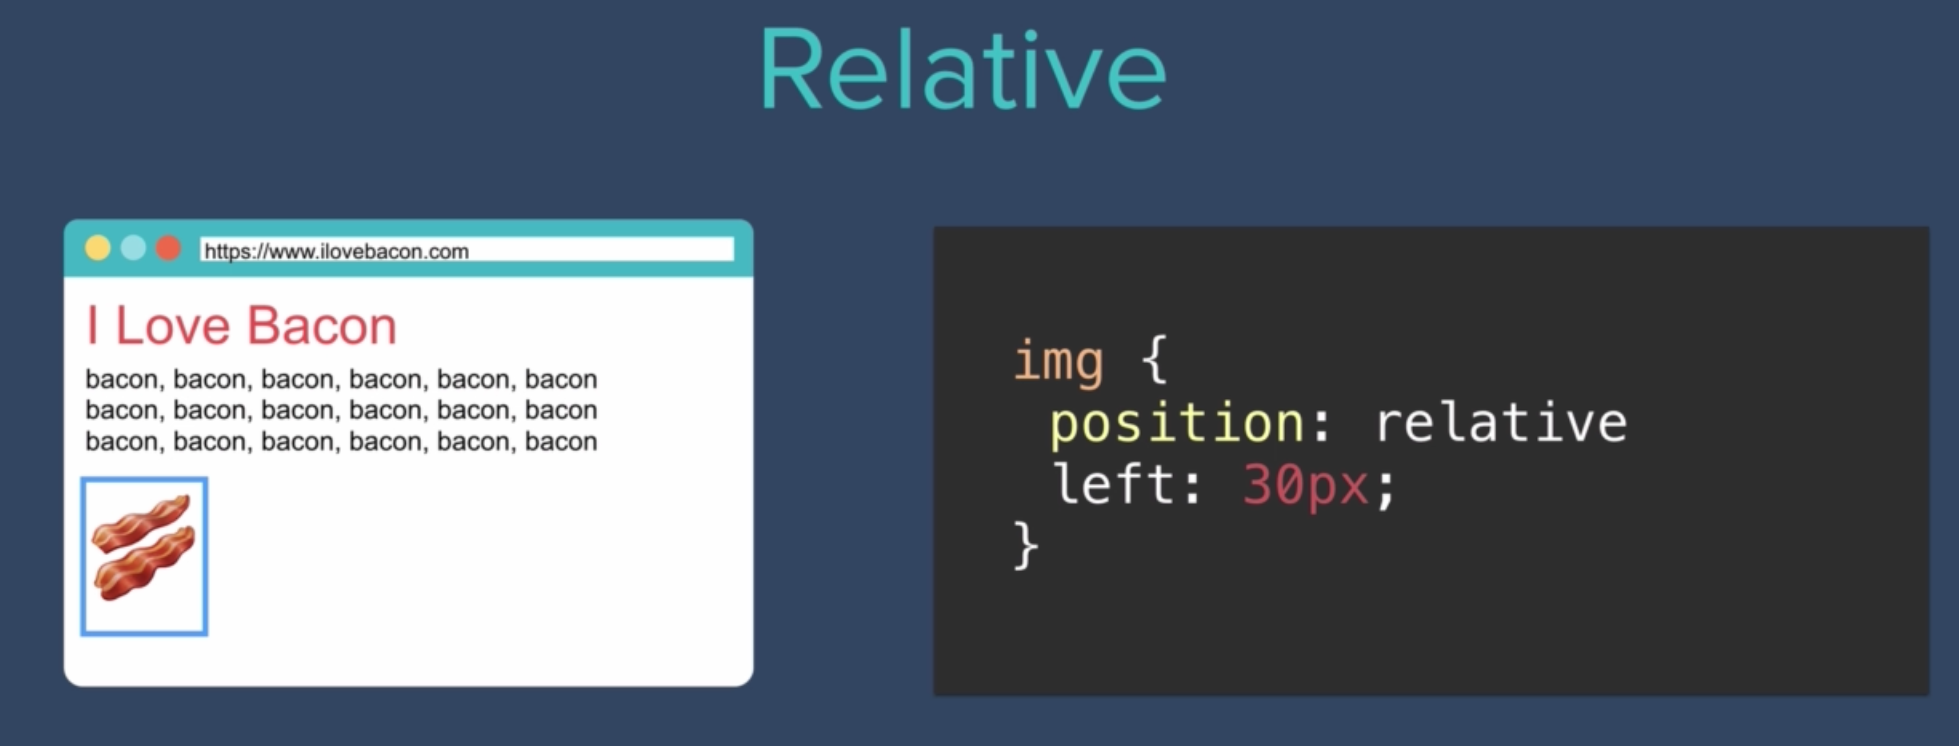 Relative
https://www.ilovebacon.com
I Love Bacon
bacon, bacon, bacon, bacon, bacon, bacon
bacon, bacon, bacon, bacon, bacon, bacon
bacon, bacon, bacon, bacon, bacon, bacon
img {
position: relative
left: 30px;
}